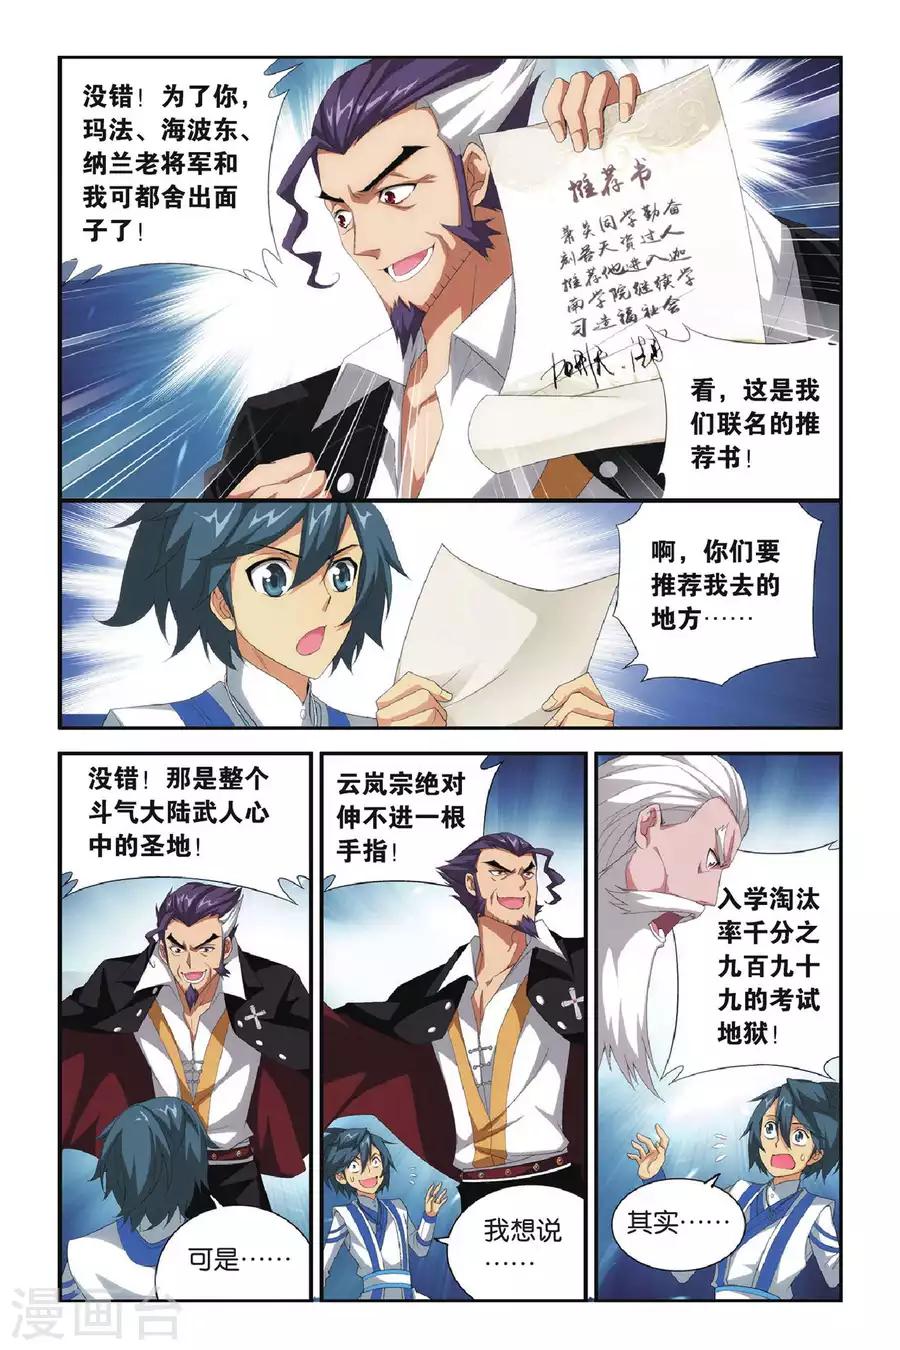 没错！为了你，
玛法、海波东、
纳兰老将军和
我可都舍出面
子了！
推荐书
萧炎同学勤奋
刻苦天资过人
推荐他进入迦
南学院继续学
习造福社会
看，这是我
们联名的推
荐书！
啊，你们要
推荐我去的
地方……
没错！那是整个
斗气大陆武人心
中的圣地！
可是……
云岚宗绝对
伸不进一根
手指！
我想说
……
入学淘汰
率千分之
九百九十
九的考试
地狱！
其实……
漫画台